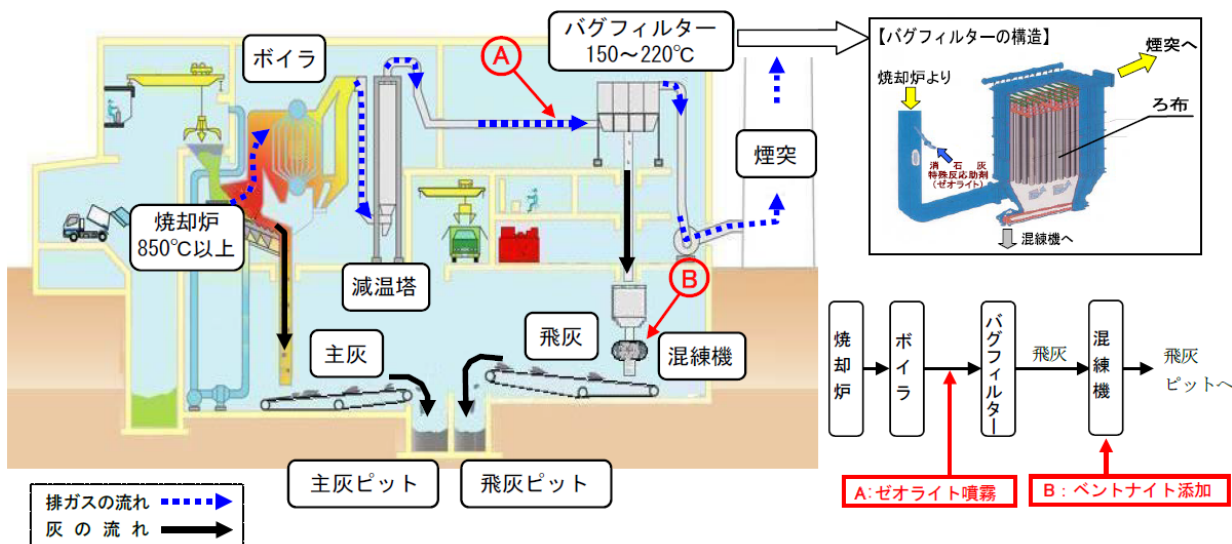 バグフィルター
150～220℃
ボイラ
A
煙突
焼却炉
850℃以上
減温塔
B
主灰
飛灰
混練機
主灰ピット
飛灰ピット
排ガスの流れ
灰の流れ
【バグフィルターの構造】
煙突へ
焼却炉より
ろ布
消石灰
特殊反応助剤
(ゼオライト)
混練機へ
焼却炉
ボイラ
バグフィルター
飛灰
混練機
飛灰
ピットへ
A:ゼオライト噴霧
B：ベントナイト添加